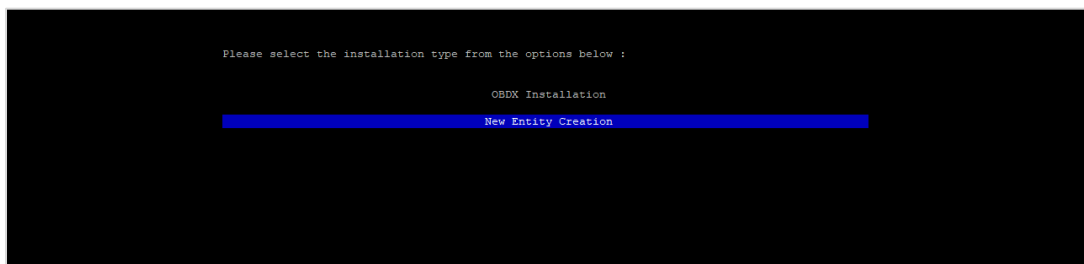 Please select the installation type from the options below :
OBDX Installation
New Entity Creation